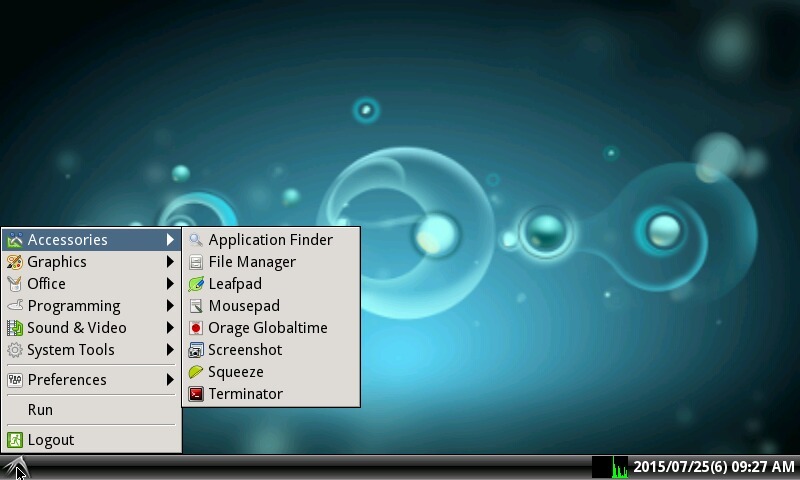 Accessories
Graphics
Office
Programming
Sound & Video
System Tools
Preferences
Run
Logout
Application Finder
File Manager
Leafpad
Mousepad
Orage Globaltime
Screenshot
Squeeze
Terminator
2015/07/25(6) 09:27 AM